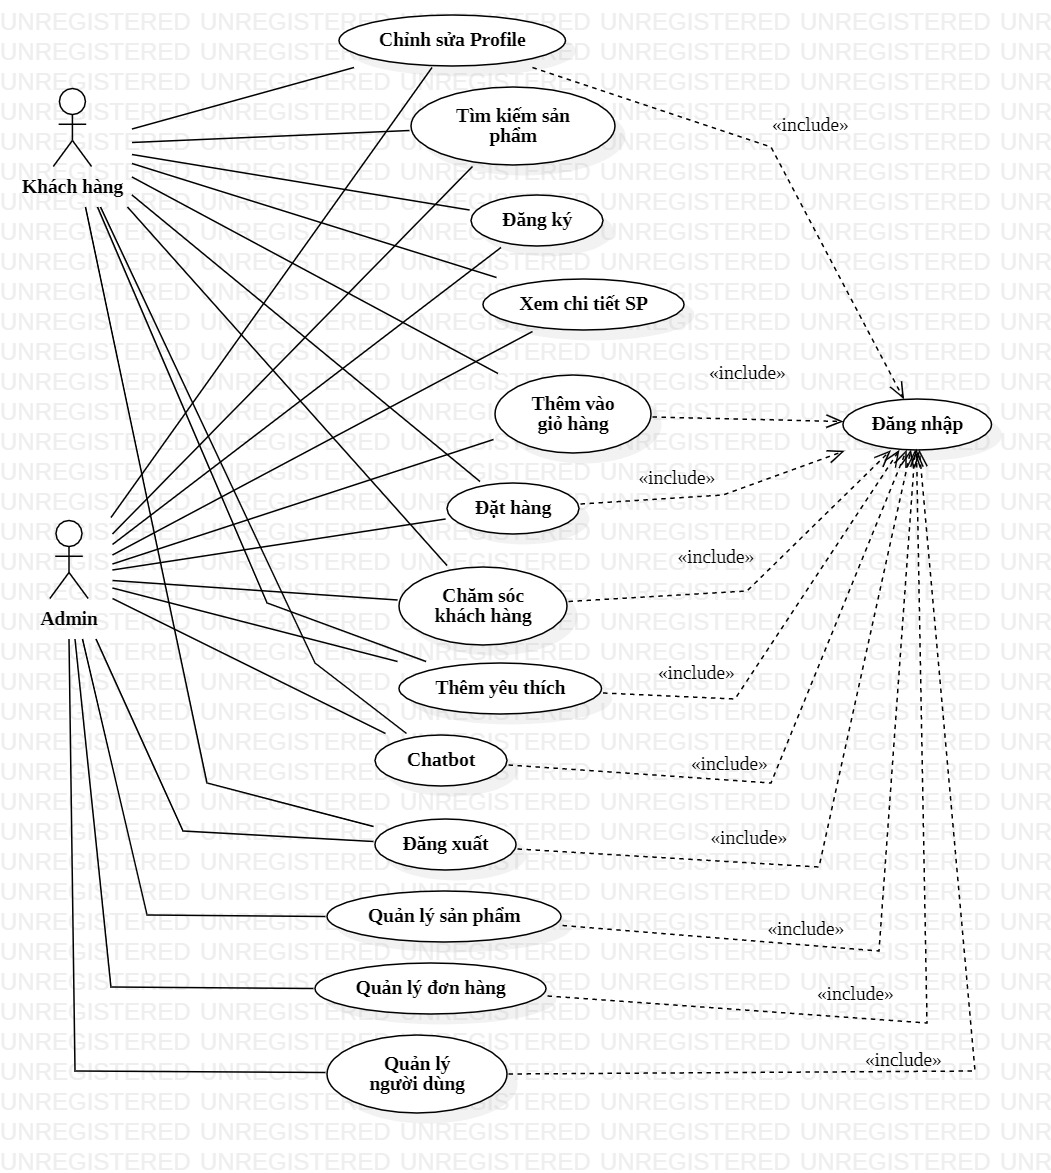 Chỉnh sửa Profile
Tìm kiếm sản
phẩm
«include»
Khách hàng
Đăng ký
Xem chi tiết SP
«include»
Thêm vào
giỏ hàng
Đăng nhập
«include»
Đặt hàng
«include»
Chăm sóc
khách hàng
Admin
«include»
Thêm yêu thích
Chatbot
«include»
«include»
Đăng xuất
Quản lý sản phẩm
«include»
Quản lý đơn hàng
«include»
«include»
Quản lý
người dùng
UNREGISTERED